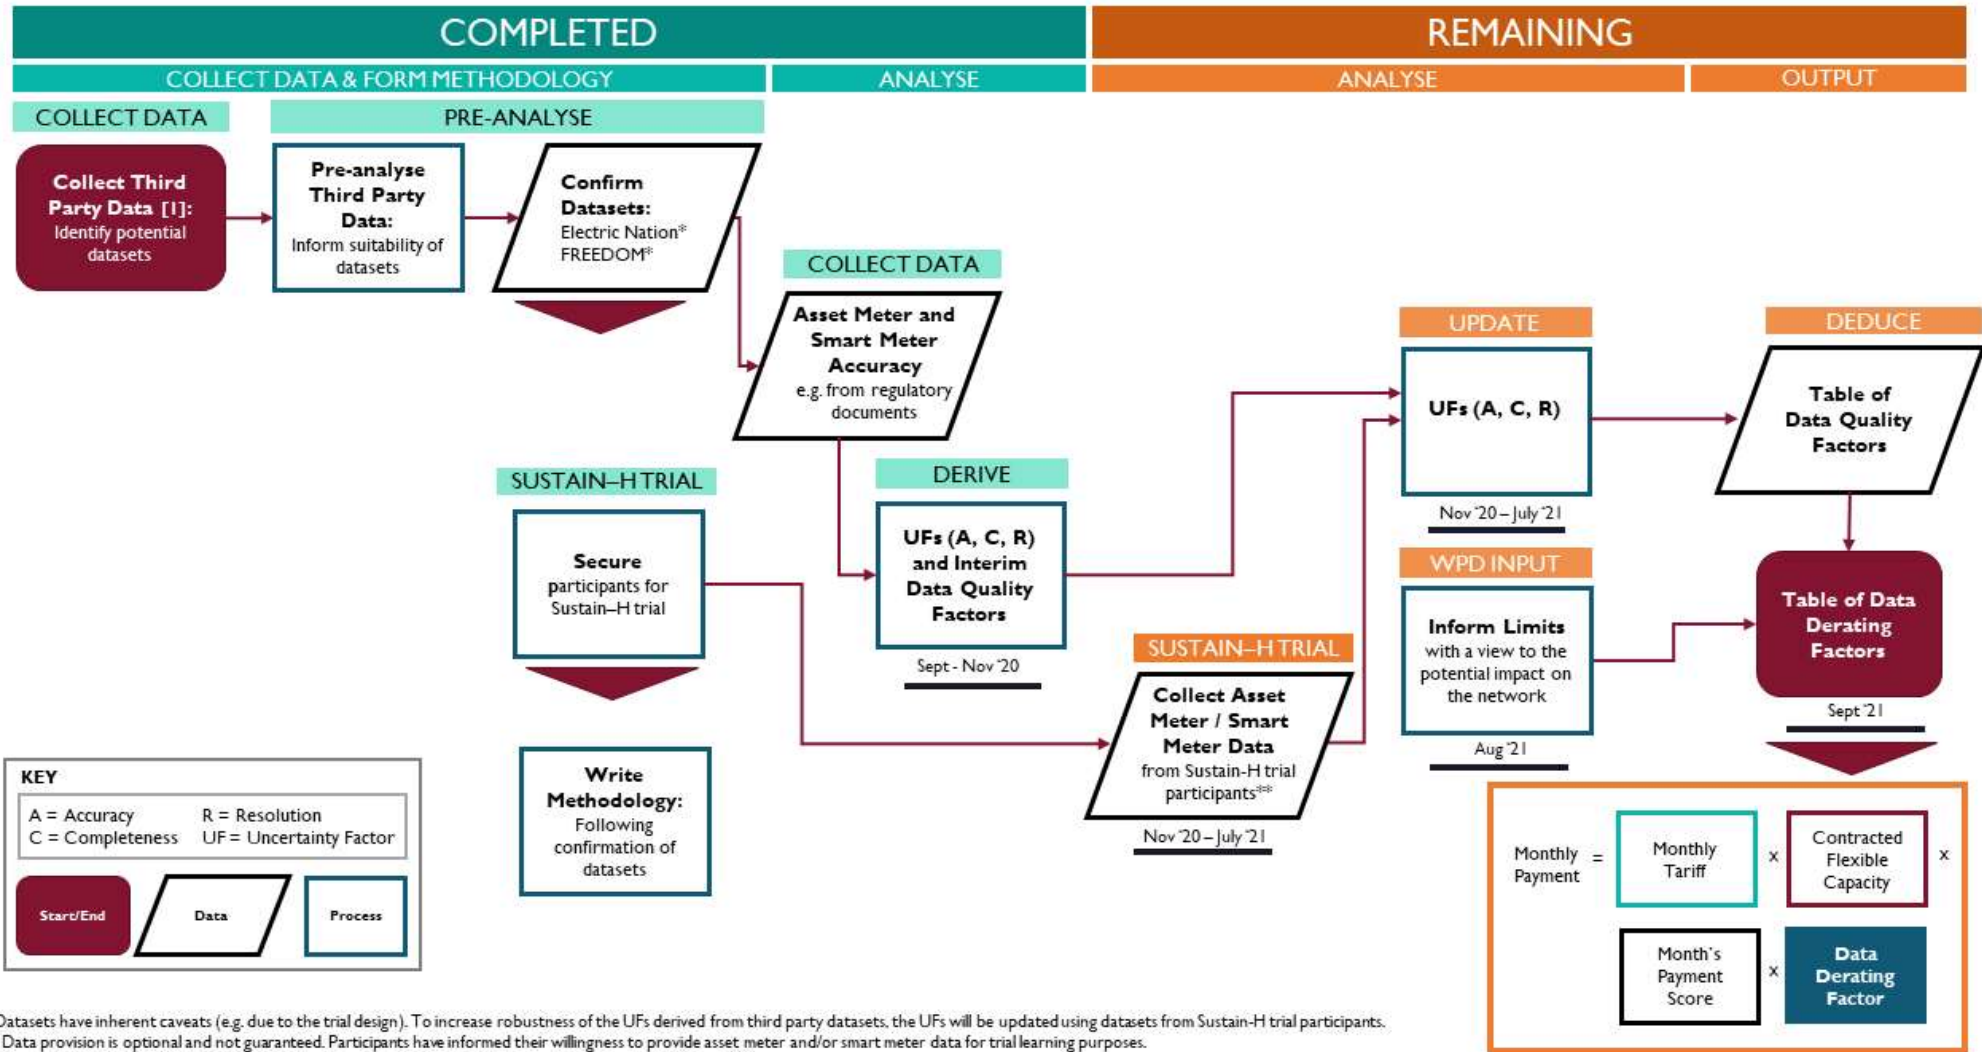 COMPLETED
REMAINING
COLLECT DATA & FORM METHODOLOGY
ANALYSE
ANALYSE
OUTPUT
COLLECT DATA
PRE-ANALYSE
Collect Third
Party Data [1]:
Identify potential
datasets
Pre-analyse
Third Party
Data:
Inform suitability of
datasets
Confirm
Datasets:
Electric Nation*
FREEDOM*
COLLECT DATA
Asset Meter and
Smart Meter
Accuracy
e.g. from regulatory
documents
SUSTAIN–H TRIAL
Secure
participants for
Sustain–H trial
Write
Methodology:
Following
confirmation of
datasets
DERIVE
UFs (A, C, R)
and Interim
Data Quality
Factors
Sept - Nov ‘20
SUSTAIN–H TRIAL
Collect Asset
Meter / Smart
Meter Data
from Sustain-H trial
participants**
Nov ‘20 – July ‘21
UPDATE
UFs (A, C, R)
Nov ‘20 – July ‘21
WPD INPUT
Inform Limits
with a view to the
potential impact on
the network
Aug ‘21
DEDUCE
Table of
Data Quality
Factors
Table of Data
Derating
Factors
Sept ‘21
Monthly
Payment
=
Monthly
Tariff
x
Contracted
Flexible
Capacity
x
Month's
Payment
Score
x
Data
Derating
Factor
KEY
A = Accuracy R = Resolution
C = Completeness UF = Uncertainty Factor
Start/End
Data
Process
Datasets have inherent caveats (e.g. due to the trial design). To increase robustness of the UFs derived from third party datasets, the UFs will be updated using datasets from Sustain-H trial participants.
Data provision is optional and not guaranteed. Participants have informed their willingness to provide asset meter and/or smart meter data for trial learning purposes.